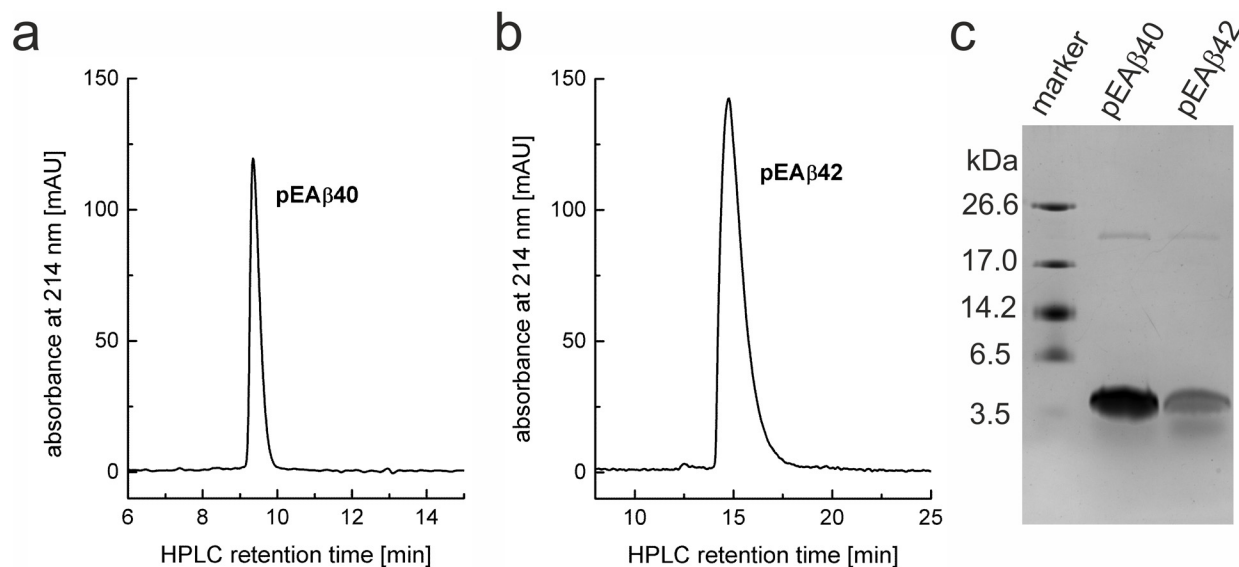 a
150
100
50
0
absorbance at 214 nm [mAU]
pEAβ40
6 8 10 12 14
HPLC retention time [min]
b
150
100
50
0
absorbance at 214 nm [mAU]
pEAβ42
10 15 20 25
HPLC retention time [min]
c
marker
pEAβ40
pEAβ42
kDa
26.6
17.0
14.2
6.5
3.5